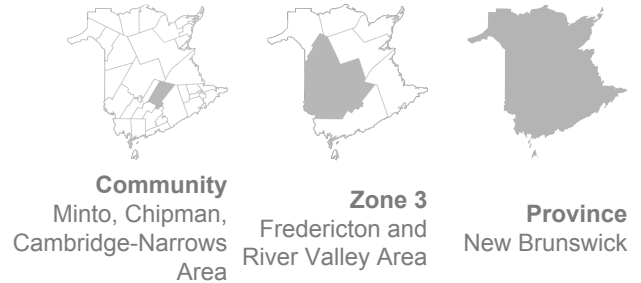 Community
Minto, Chipman,
Cambridge-Narrows
Area
Zone 3
Fredericton and
River Valley Area
Province
New Brunswick